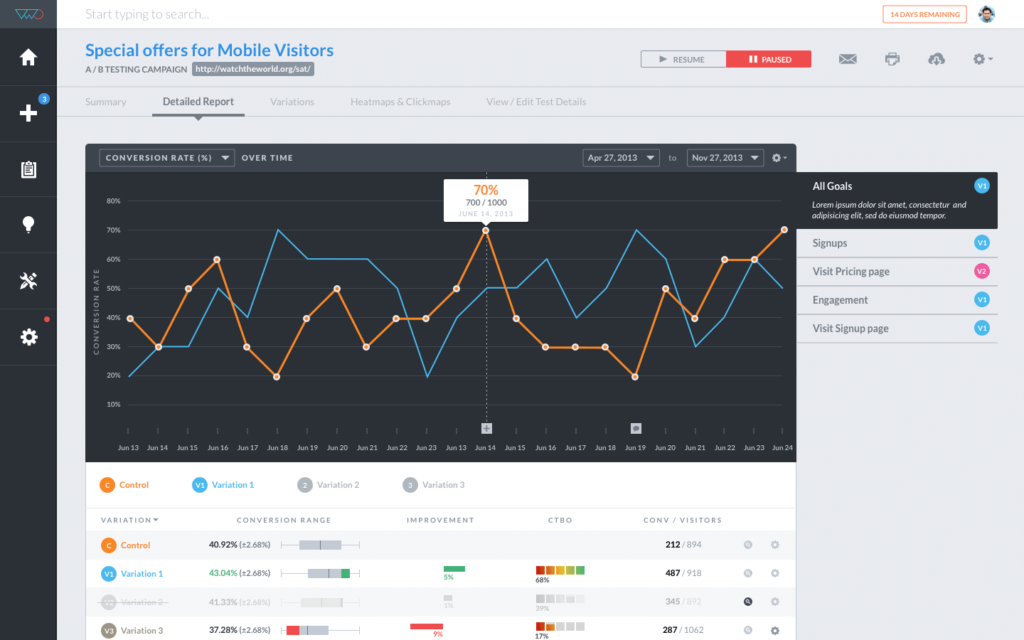 VWO
Start typing to search...
14 DAYS REMAINING
3
Special offers for Mobile Visitors
A / B TESTING CAMPAIGN http://watchtheworld.org/sat/
RESUME PAUSED
Summary Detailed Report Variations Heatmaps & Clickmaps View / Edit Test Details
CONVERSION RATE (%) OVER TIME Apr 27, 2013 to Nov 27, 2013
70%
700 / 1000
JUNE 14, 2013
CONVERSION RATE
80%
70%
60%
50%
40%
30%
20%
10%
Jun 13 Jun 14 Jun 15 Jun 16 Jun 17 Jun 18 Jun 19 Jun 20 Jun 21 Jun 22 Jun 23 Jun 13 Jun 14 Jun 15 Jun 16 Jun 17 Jun 18 Jun 19 Jun 20 Jun 21 Jun 22 Jun 23 Jun 24
All Goals V1
Lorem ipsum dolor sit amet, consectetur and
adipisicing elit, sed do eiusmod tempor.
Signups V1
Visit Pricing page V2
Engagement V1
Visit Signup page V1
C Control V1 Variation 1 2 Variation 2 3 Variation 3
VARIATION CONVERSION RANGE IMPROVEMENT CTBO CONV / VISITORS
C Control 40.92% (±2.68%) 212 / 894
V1 Variation 1 43.04% (±2.68%) 5% 68% 487 / 918
V2 Variation 2 41.33% (±2.68%) 1% 39% 345 / 892
V3 Variation 3 37.28% (±2.68%) 9% 17% 287 / 1062